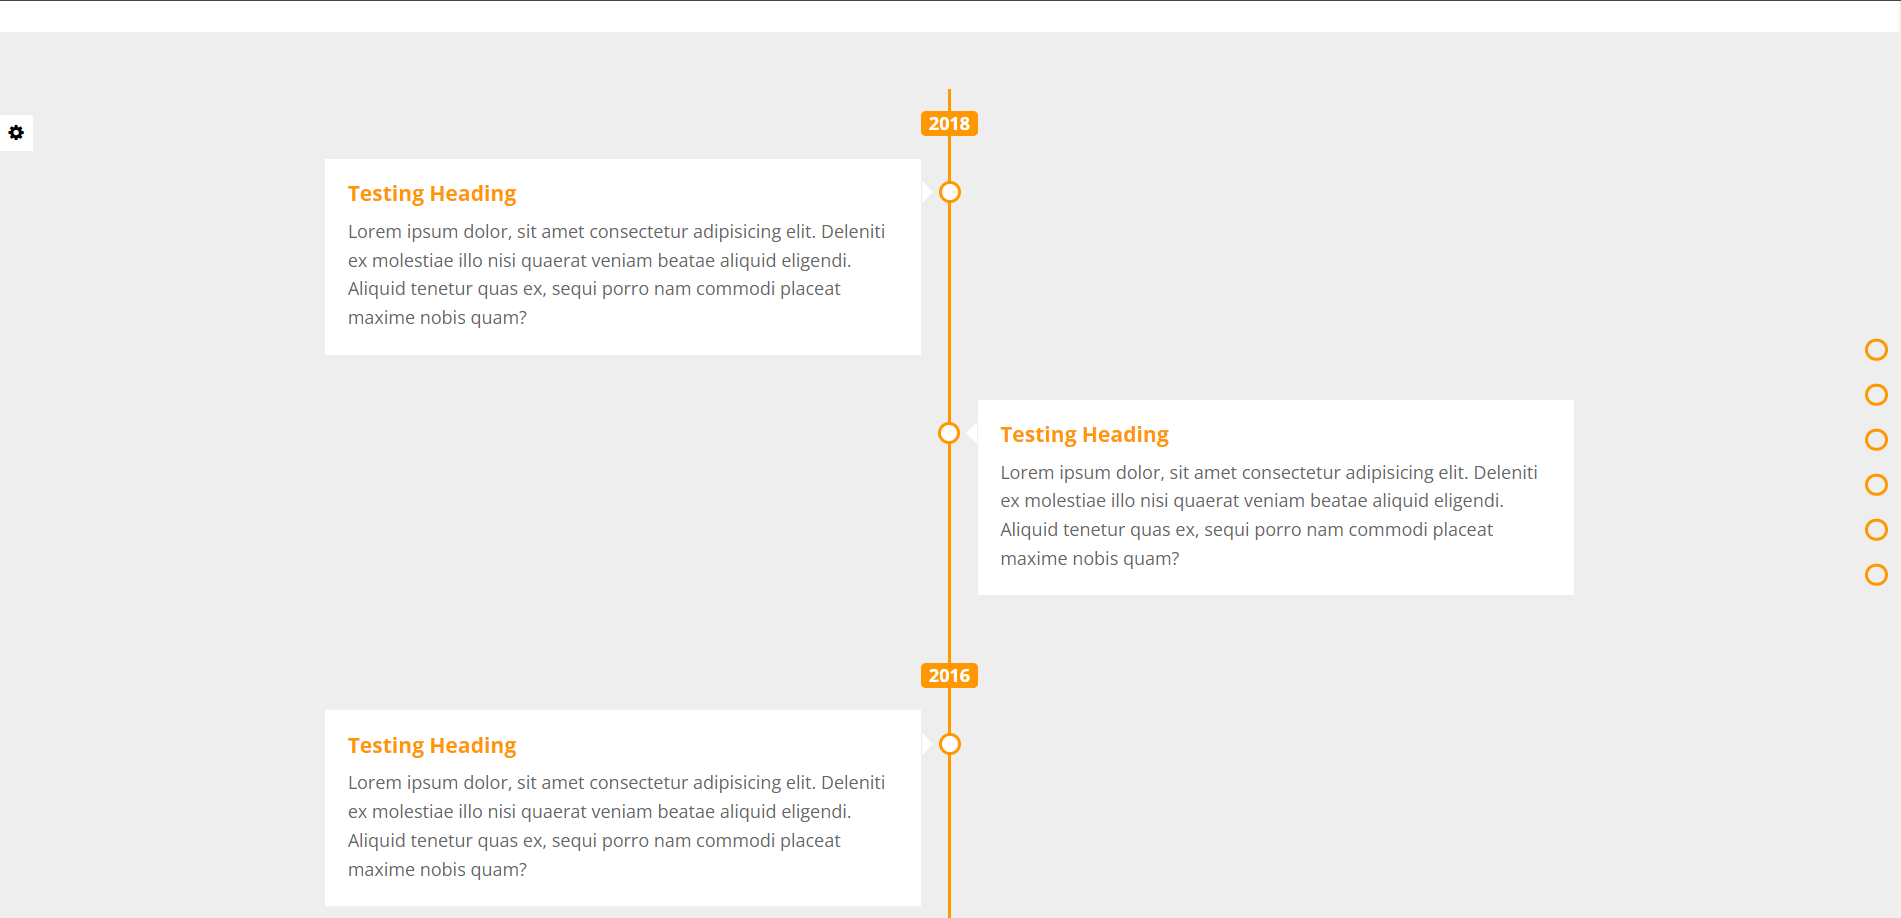 2018
Testing Heading
Lorem ipsum dolor, sit amet consectetur adipisicing elit. Deleniti
ex molestiae illo nisi quaerat veniam beatae aliquid eligendi.
Aliquid tenetur quas ex, sequi porro nam commodi placeat
maxime nobis quam?
Testing Heading
Lorem ipsum dolor, sit amet consectetur adipisicing elit. Deleniti
ex molestiae illo nisi quaerat veniam beatae aliquid eligendi.
Aliquid tenetur quas ex, sequi porro nam commodi placeat
maxime nobis quam?
2016
Testing Heading
Lorem ipsum dolor, sit amet consectetur adipisicing elit. Deleniti
ex molestiae illo nisi quaerat veniam beatae aliquid eligendi.
Aliquid tenetur quas ex, sequi porro nam commodi placeat
maxime nobis quam?